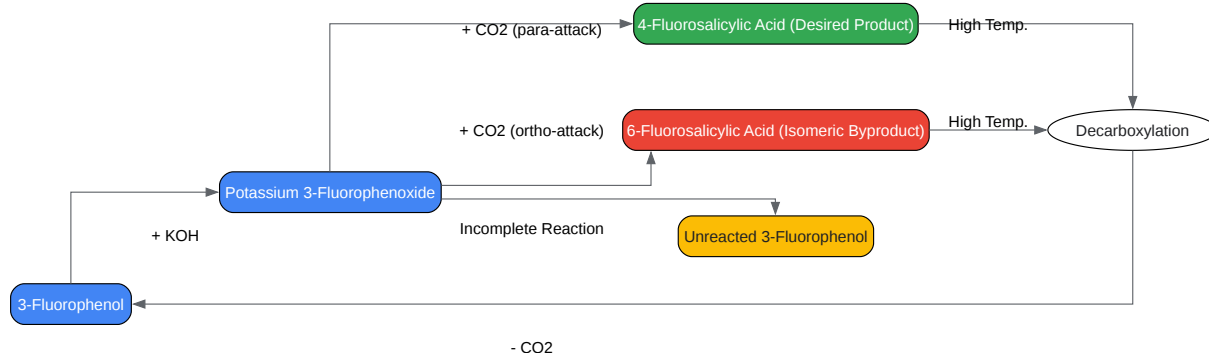 + CO2 (para-attack)
4-Fluorosalicylic Acid (Desired Product)
High Temp.
+ CO2 (ortho-attack)
6-Fluorosalicylic Acid (Isomeric Byproduct)
High Temp.
Decarboxylation
Potassium 3-Fluorophenoxide
+ KOH
Incomplete Reaction
Unreacted 3-Fluorophenol
3-Fluorophenol
- CO2